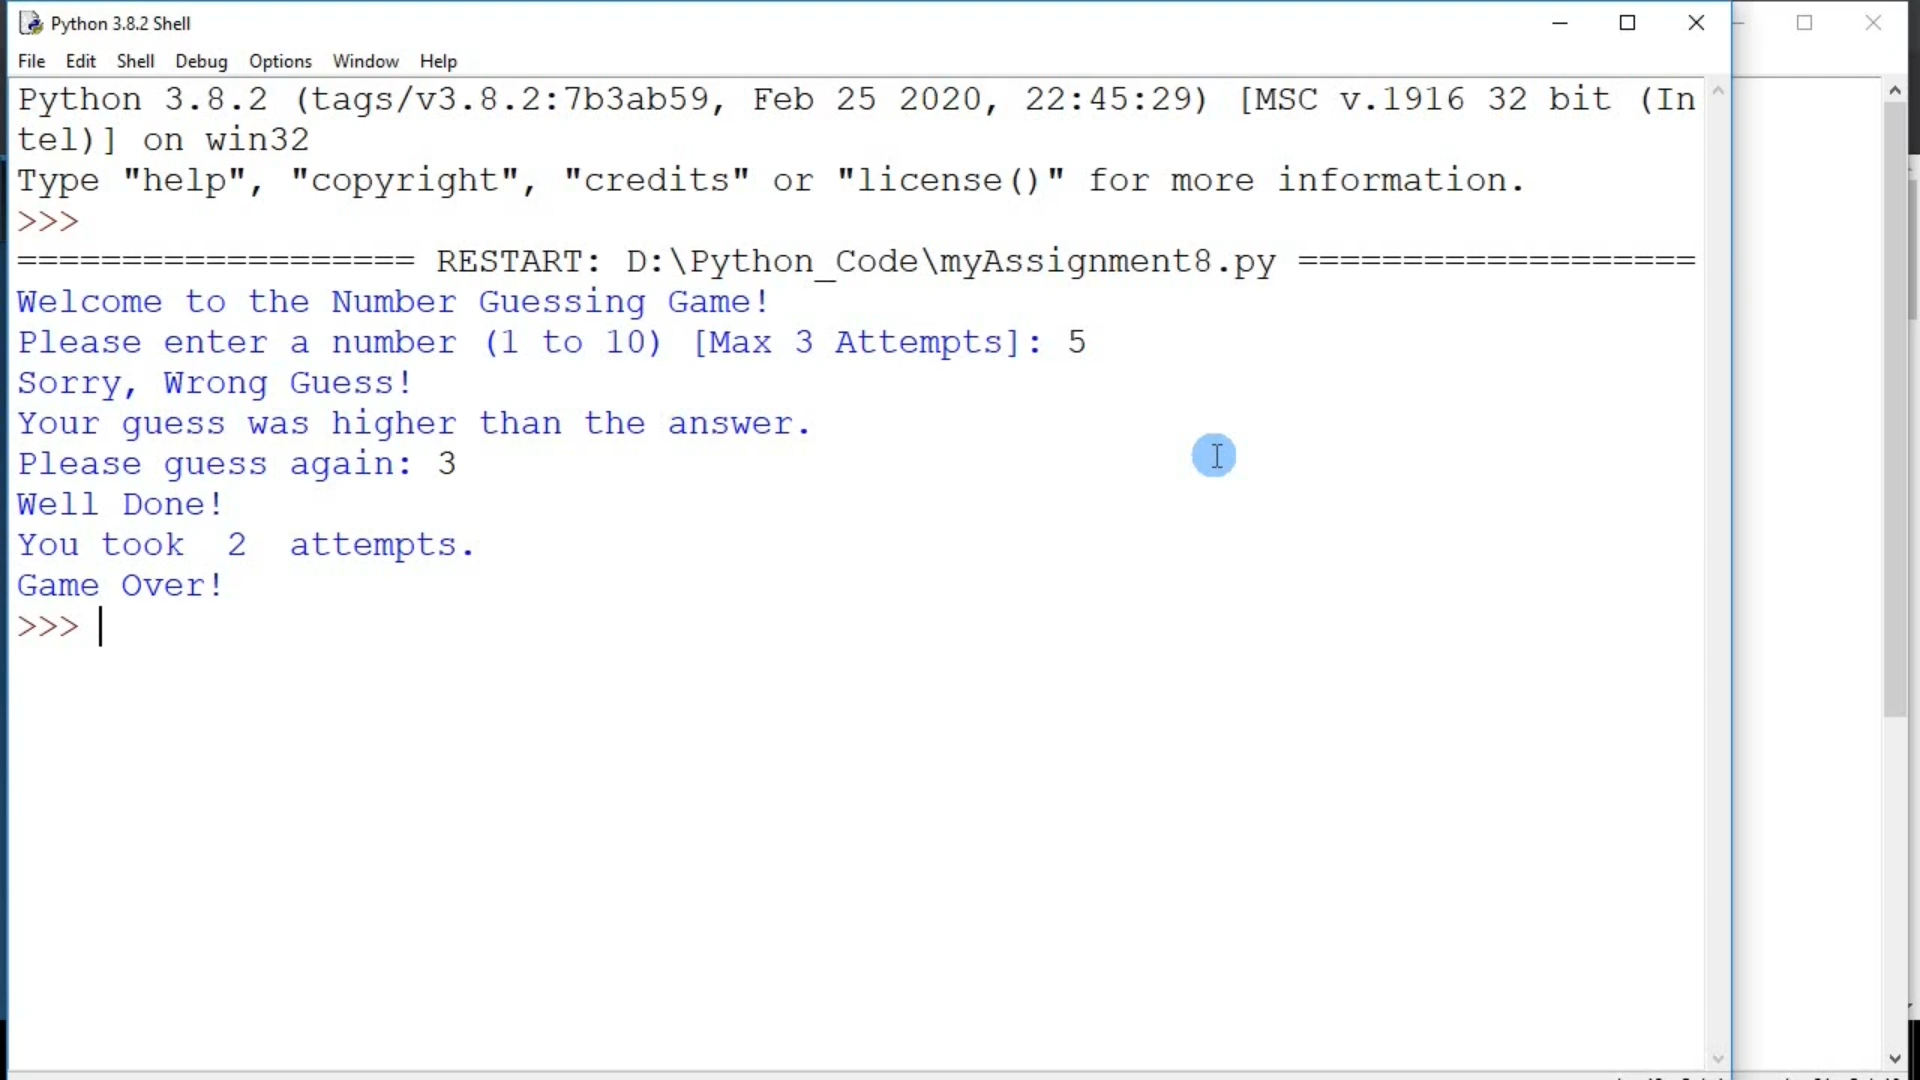 Python 3.8.2 Shell
File Edit Shell Debug Options Window Help
Python 3.8.2 (tags/v3.8.2:7b3ab59, Feb 25 2020, 22:45:29) [MSC v.1916 32 bit (In
tel)] on win32
Type "help", "copyright", "credits" or "license()" for more information.
>>>
=================== RESTART: D:\Python_Code\myAssignment8.py ===================
Welcome to the Number Guessing Game!
Please enter a number (1 to 10) [Max 3 Attempts]: 5
Sorry, Wrong Guess!
Your guess was higher than the answer.
Please guess again: 3
Well Done!
You took  2  attempts.
Game Over!
>>>